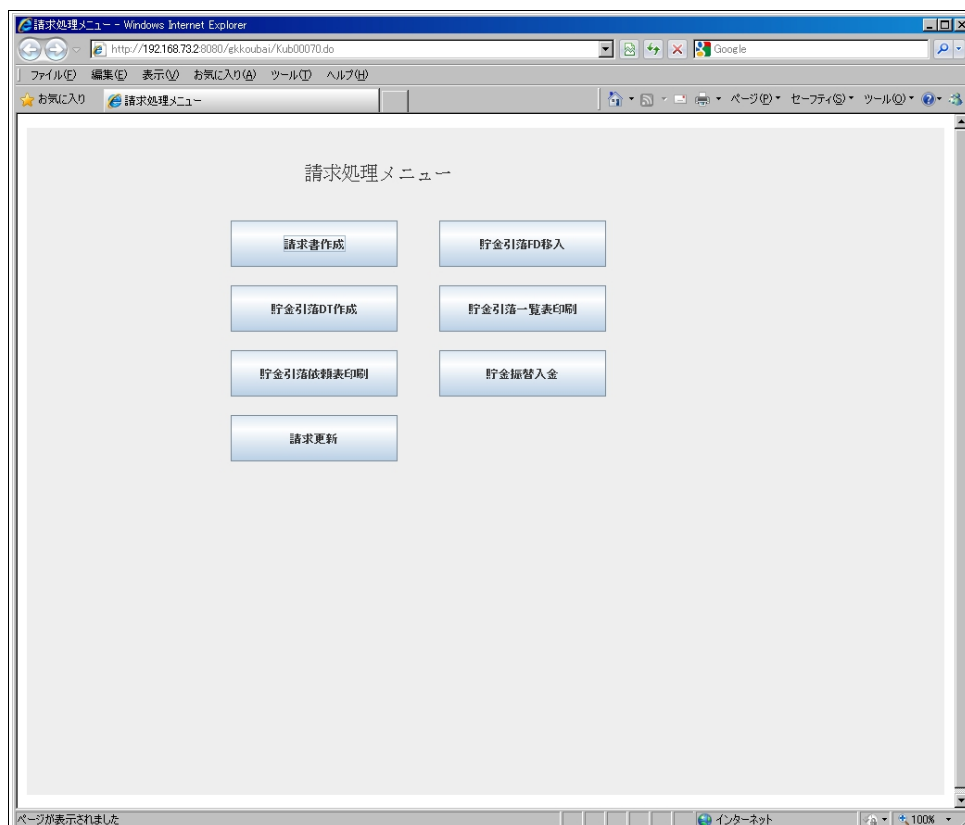 請求処理メニュー - Windows Internet Explorer
http://192.168.73.2:8080/gkkoubai/Kub00070.do
Google
ファイル(F) 編集(E) 表示(V) お気に入り(A) ツール(T) ヘルプ(H)
お気に入り 請求処理メニュー ページ(P) セーフティ(S) ツール(O)
請求処理メニュー
請求書作成 貯金引落FD移入
貯金引落DT作成 貯金引落一覧表印刷
貯金引落依頼表印刷 貯金振替入金
請求更新
ページが表示されました インターネット 100%